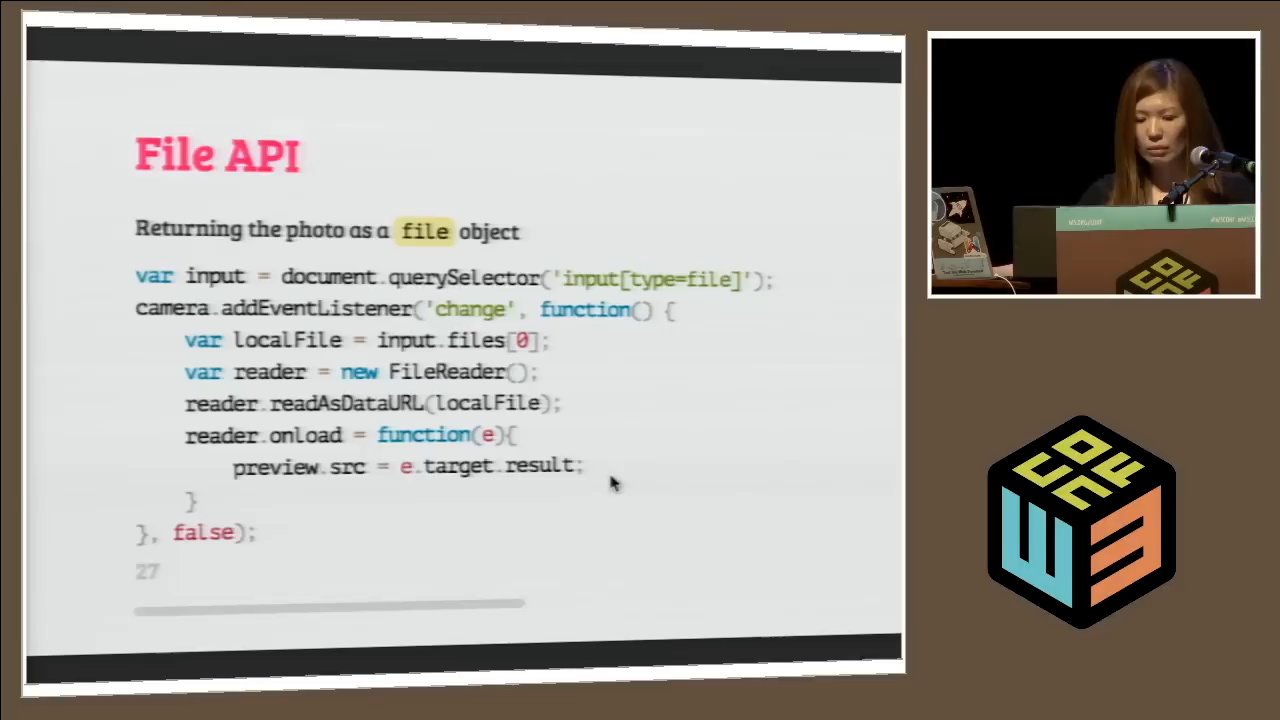 File API
Returning the photo as a file object
var input = document.querySelector('input[type=file]');
camera.addEventListener('change', function() {
var localFile = input.files[0];
var reader = new FileReader();
reader.readAsDataURL(localFile);
reader.onload = function(e){
preview.src = e.target.result;
}
}, false);
27
W3
CONF